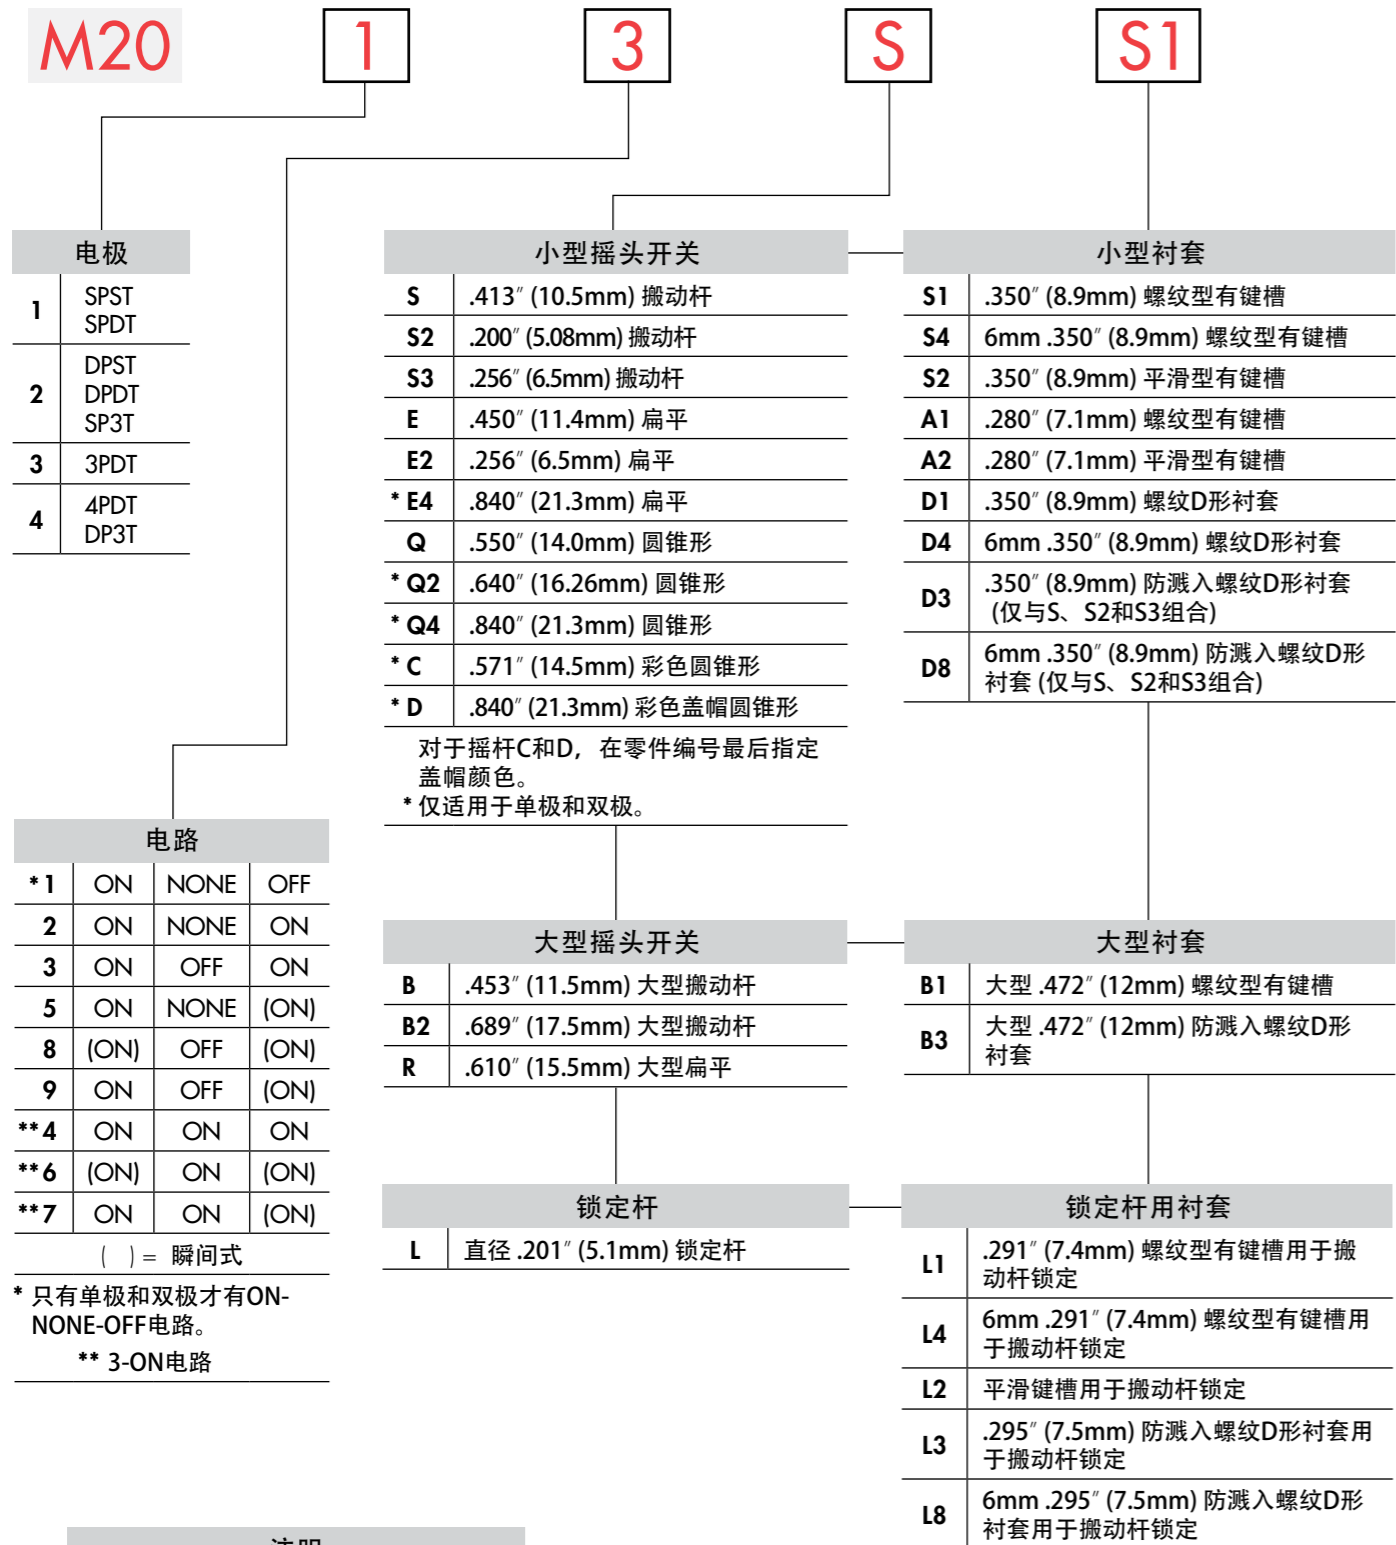 M20 1 3 S S1
电极
1 SPST
SPDT
2 DPST
DPDT
SP3T
3 3PDT
4 4PDT
DP3T
电路
*1 ON NONE OFF
2 ON NONE ON
3 ON OFF ON
5 ON NONE (ON)
8 (ON) OFF (ON)
9 ON OFF (ON)
**4 ON ON ON
**6 (ON) ON (ON)
**7 ON ON (ON)
( ) = 瞬间式
* 只有单极和双极才有ON-
NONE-OFF电路。
** 3-ON电路
小型摇头开关
S .413″ (10.5mm) 搬动杆
S2 .200″ (5.08mm) 搬动杆
S3 .256″ (6.5mm) 搬动杆
E .450″ (11.4mm) 扁平
E2 .256″ (6.5mm) 扁平
* E4 .840″ (21.3mm) 扁平
Q .550″ (14.0mm) 圆锥形
* Q2 .640″ (16.26mm) 圆锥形
* Q4 .840″ (21.3mm) 圆锥形
* C .571″ (14.5mm) 彩色圆锥形
* D .840″ (21.3mm) 彩色盖帽圆锥形
对于摇杆C和D，在零件编号最后指定
盖帽颜色。
* 仅适用于单极和双极。
大型摇头开关
B .453″ (11.5mm) 大型搬动杆
B2 .689″ (17.5mm) 大型搬动杆
R .610″ (15.5mm) 大型扁平
锁定杆
L 直径 .201″ (5.1mm) 锁定杆
小型衬套
S1 .350″ (8.9mm) 螺纹型有键槽
S4 6mm .350″ (8.9mm) 螺纹型有键槽
S2 .350″ (8.9mm) 平滑型有键槽
A1 .280″ (7.1mm) 螺纹型有键槽
A2 .280″ (7.1mm) 平滑型有键槽
D1 .350″ (8.9mm) 螺纹D形衬套
D4 6mm .350″ (8.9mm) 螺纹D形衬套
D3 .350″ (8.9mm) 防溅入螺纹D形衬套
(仅与S、S2和S3组合)
D8 6mm .350″ (8.9mm) 防溅入螺纹D形
衬套 (仅与S、S2和S3组合)
大型衬套
B1 大型 .472″ (12mm) 螺纹型有键槽
B3 大型 .472″ (12mm) 防溅入螺纹D形
衬套
锁定杆用衬套
L1 .291″ (7.4mm) 螺纹型有键槽用于搬
动杆锁定
L4 6mm .291″ (7.4mm) 螺纹型有键槽用
于搬动杆锁定
L2 平滑键槽用于搬动杆锁定
L3 .295″ (7.5mm) 防溅入螺纹D形衬套用
于搬动杆锁定
L8 6mm .295″ (7.5mm) 防溅入螺纹D形
衬套用于搬动杆锁定